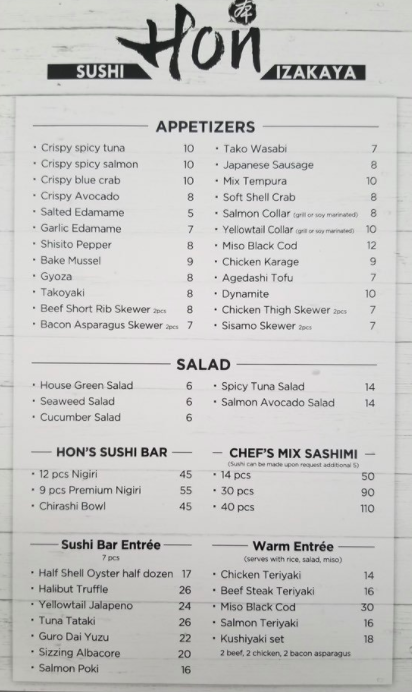 Hon
SUSHI IZAKAYA
APPETIZERS
· Crispy spicy tuna 10
· Crispy spicy salmon 10
· Crispy blue crab 10
· Crispy Avocado 8
· Salted Edamame 5
· Garlic Edamame 7
· Shisito Pepper 8
· Bake Mussel 9
· Gyoza 8
· Takoyaki 8
· Beef Short Rib Skewer 2pcs 8
· Bacon Asparagus Skewer 2pcs 7
· Tako Wasabi 7
· Japanese Sausage 8
· Mix Tempura 10
· Soft Shell Crab 8
· Salmon Collar (grill or soy marinated) 8
· Yellowtail Collar (grill or soy marinated) 10
· Miso Black Cod 12
· Chicken Karage 9
· Agedashi Tofu 7
· Dynamite 10
· Chicken Thigh Skewer 2pcs 7
· Sisamo Skewer 2pcs 7
SALAD
· House Green Salad 6
· Seaweed Salad 6
· Cucumber Salad 6
· Spicy Tuna Salad 14
· Salmon Avocado Salad 14
HON'S SUSHI BAR
· 12 pcs Nigiri 45
· 9 pcs Premium Nigiri 55
· Chirashi Bowl 45
CHEF'S MIX SASHIMI
(Sushi can be made upon request additional 5)
· 14 pcs 50
· 30 pcs 90
· 40 pcs 110
Sushi Bar Entrée
7 pcs
· Half Shell Oyster half dozen 17
· Halibut Truffle 26
· Yellowtail Jalapeno 24
· Tuna Tataki 26
· Guro Dai Yuzu 22
· Sizzing Albacore 20
· Salmon Poki 16
Warm Entrée
(serves with rice, salad, miso)
· Chicken Teriyaki 14
· Beef Steak Teriyaki 16
· Miso Black Cod 30
· Salmon Teriyaki 16
· Kushiyaki set 18
2 beef, 2 chicken, 2 bacon asparagus